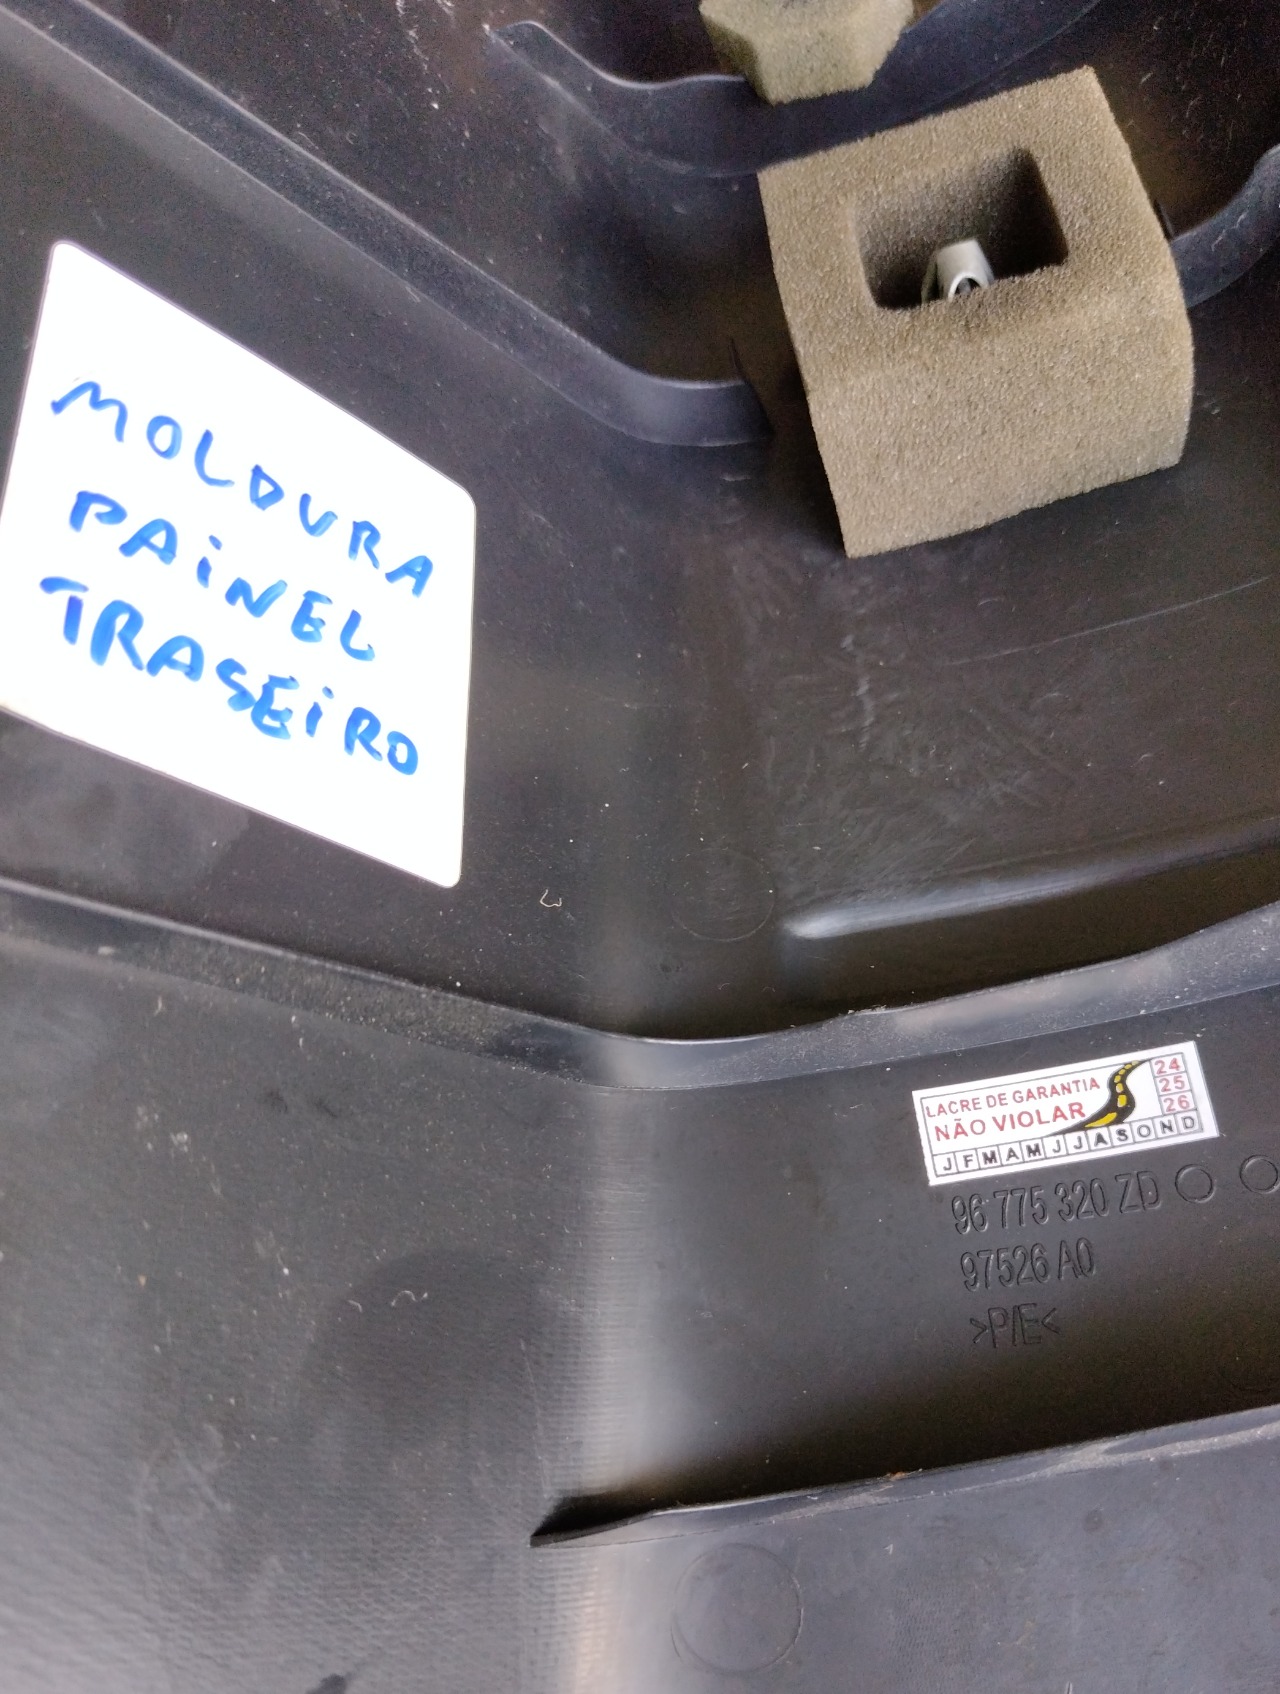 MOLDURA
PAiNEL
TRASEiRO
LACRE DE GARANTIA
NÃO VIOLAR
24
25
26
J F M A M J J A S O N D
96 775 320 ZD
97526 A0
>P/E<